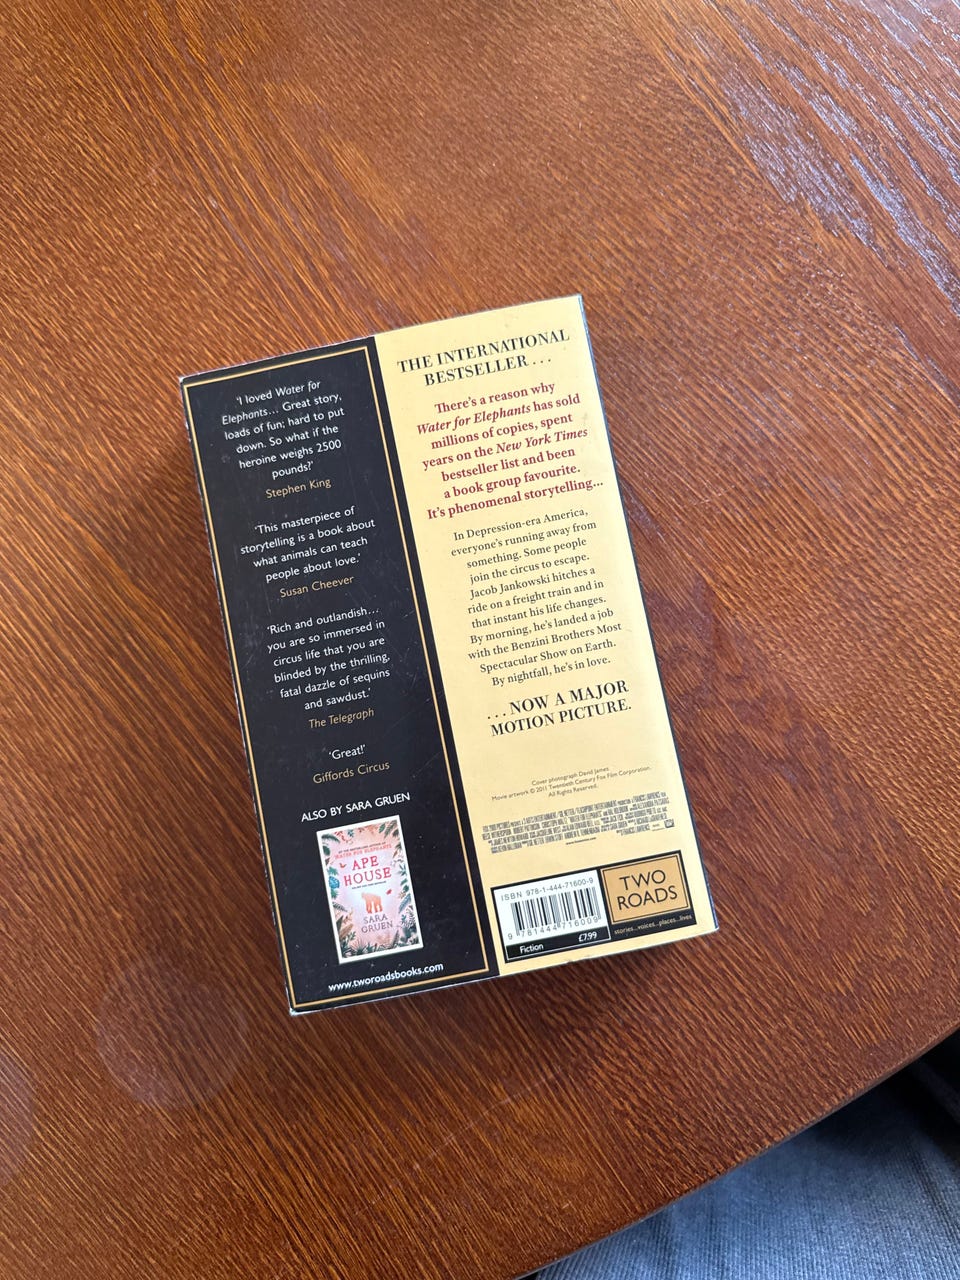 'I loved Water for
Elephants... Great story,
loads of fun; hard to put
down. So what if the
heroine weighs 2500
pounds?'
Stephen King
'This masterpiece of
storytelling is a book about
what animals can teach
people about love.'
Susan Cheever
'Rich and outlandish...
you are so immersed in
circus life that you are
blinded by the thrilling,
fatal dazzle of sequins
and sawdust.'
The Telegraph
'Great!'
Giffords Circus
ALSO BY SARA GRUEN
APE
HOUSE
SARA
GRUEN
www.tworoadsbooks.com
THE INTERNATIONAL
BESTSELLER...
There's a reason why
Water for Elephants has sold
millions of copies, spent
years on the New York Times
bestseller list and been
a book group favourite.
It's phenomenal storytelling...
In Depression-era America,
everyone's running away from
something. Some people
join the circus to escape.
Jacob Jankowski hitches a
ride on a freight train and in
that instant his life changes.
By morning, he's landed a job
with the Benzini Brothers Most
Spectacular Show on Earth.
By nightfall, he's in love.
...NOW A MAJOR
MOTION PICTURE.
Cover photograph David James
Movie artwork © 2011 Twentieth Century Fox Film Corporation.
All Rights Reserved.
ISBN 978-1-444-71600-9
9 781444 716009
Fiction £7.99
TWO
ROADS
stories...voices...places...lives